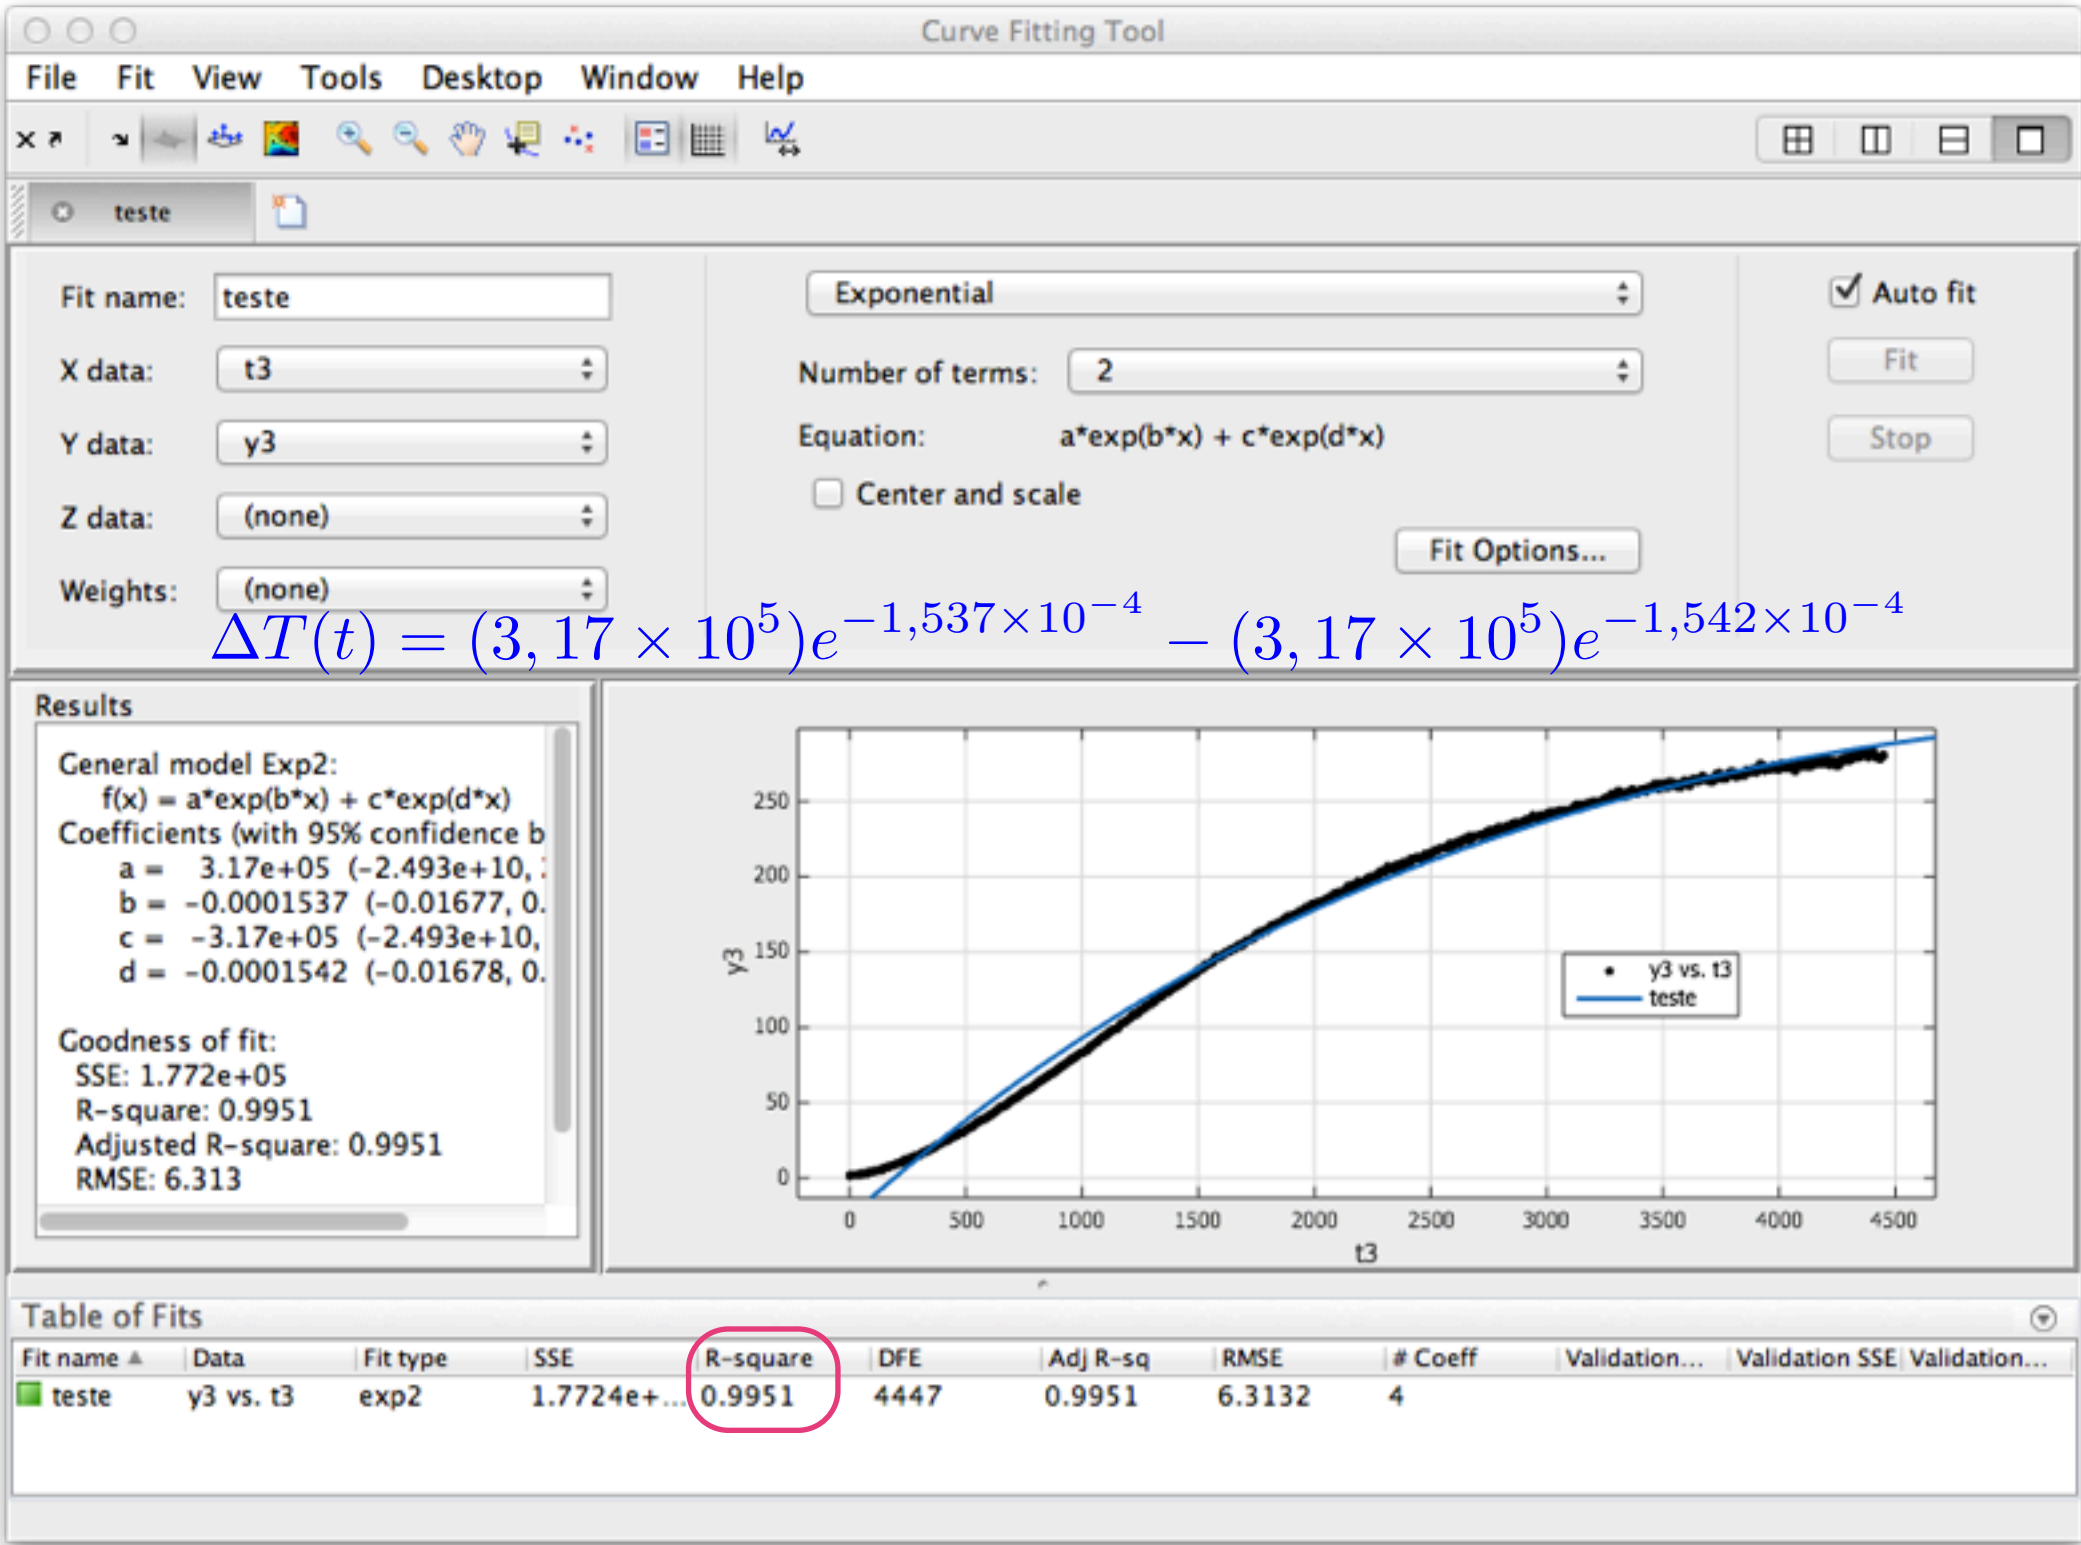 Curve Fitting Tool
File Fit View Tools Desktop Window Help
teste
Fit name: teste
X data: t3
Y data: y3
Z data: (none)
Weights: (none)
Exponential
Number of terms: 2
Equation: a*exp(b*x) + c*exp(d*x)
Center and scale
Fit Options...
Auto fit
Fit
Stop
ΔT(t) = (3,17 × 10⁵)e^{−1,537×10^{−4}} − (3,17 × 10⁵)e^{−1,542×10^{−4}}
Results
General model Exp2:
f(x) = a*exp(b*x) + c*exp(d*x)
Coefficients (with 95% confidence b
a = 3.17e+05 (-2.493e+10,
b = -0.0001537 (-0.01677, 0.
c = -3.17e+05 (-2.493e+10,
d = -0.0001542 (-0.01678, 0.
Goodness of fit:
SSE: 1.772e+05
R-square: 0.9951
Adjusted R-square: 0.9951
RMSE: 6.313
y3
250
200
150
100
50
0
0 500 1000 1500 2000 2500 3000 3500 4000 4500
t3
y3 vs. t3
teste
Table of Fits
Fit name Data Fit type SSE R-square DFE Adj R-sq RMSE # Coeff Validation... Validation SSE Validation...
teste y3 vs. t3 exp2 1.7724e+... 0.9951 4447 0.9951 6.3132 4